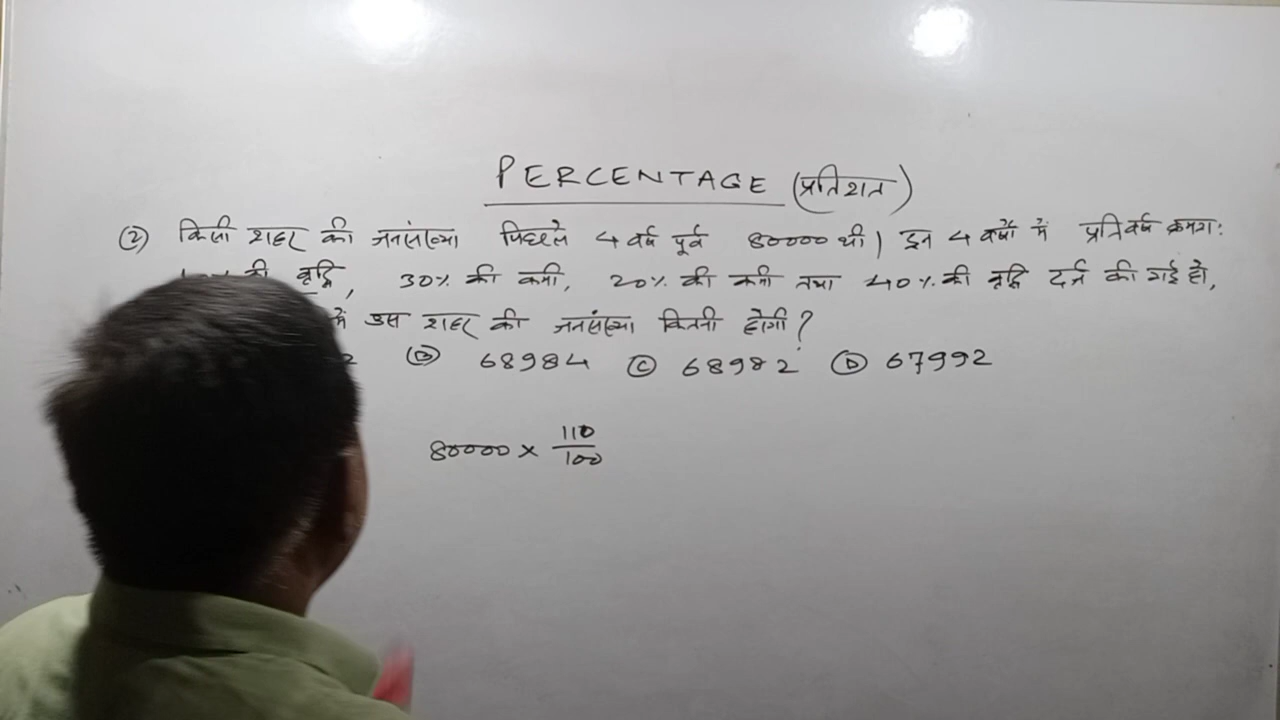 PERCENTAGE (प्रतिशत)
② किसी शहर की जनसंख्या पिछले 4 वर्ष पूर्व 80000 थी। इन 4 वर्षों में प्रतिवर्ष क्रमशः
की वृद्धि, 30% की कमी, 20% की कमी तथा 40% की वृद्धि दर्ज की गई हो,
में उस शहर की जनसंख्या कितनी होगी?
2 Ⓑ 68984 Ⓒ 68982 Ⓓ 67992
80000 × 110/100